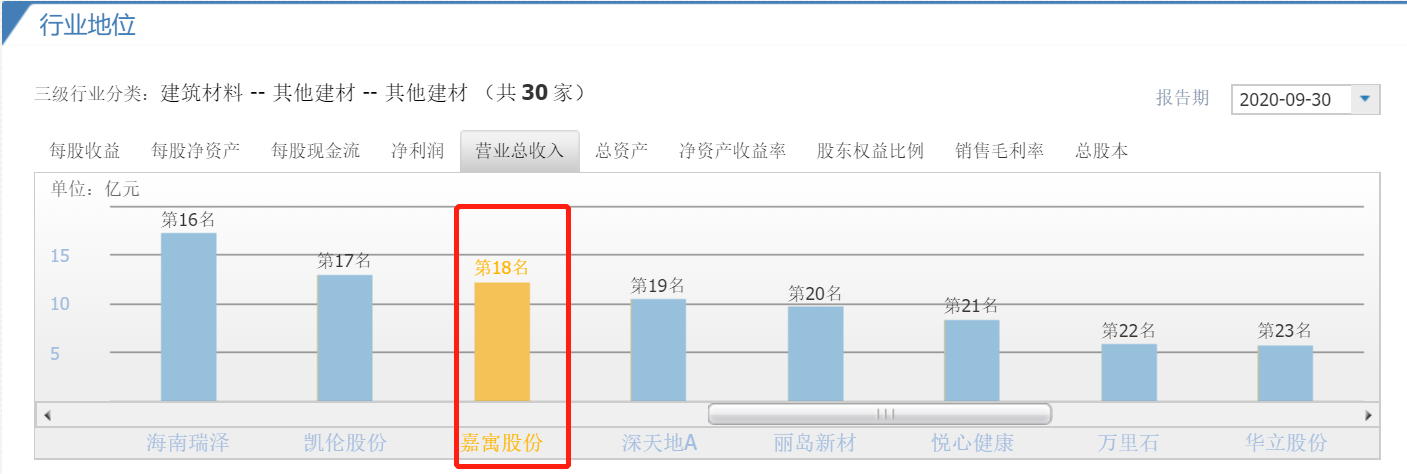 行业地位
三级行业分类：建筑材料 -- 其他建材 -- 其他建材 （共 30 家）
报告期 2020-09-30
每股收益 每股净资产 每股现金流 净利润 营业总收入 总资产 净资产收益率 股东权益比例 销售毛利率 总股本
单位：亿元
第16名 第17名 第18名 第19名 第20名 第21名 第22名 第23名
15
10
5
海南瑞泽 凯伦股份 嘉寓股份 深天地A 丽岛新材 悦心健康 万里石 华立股份